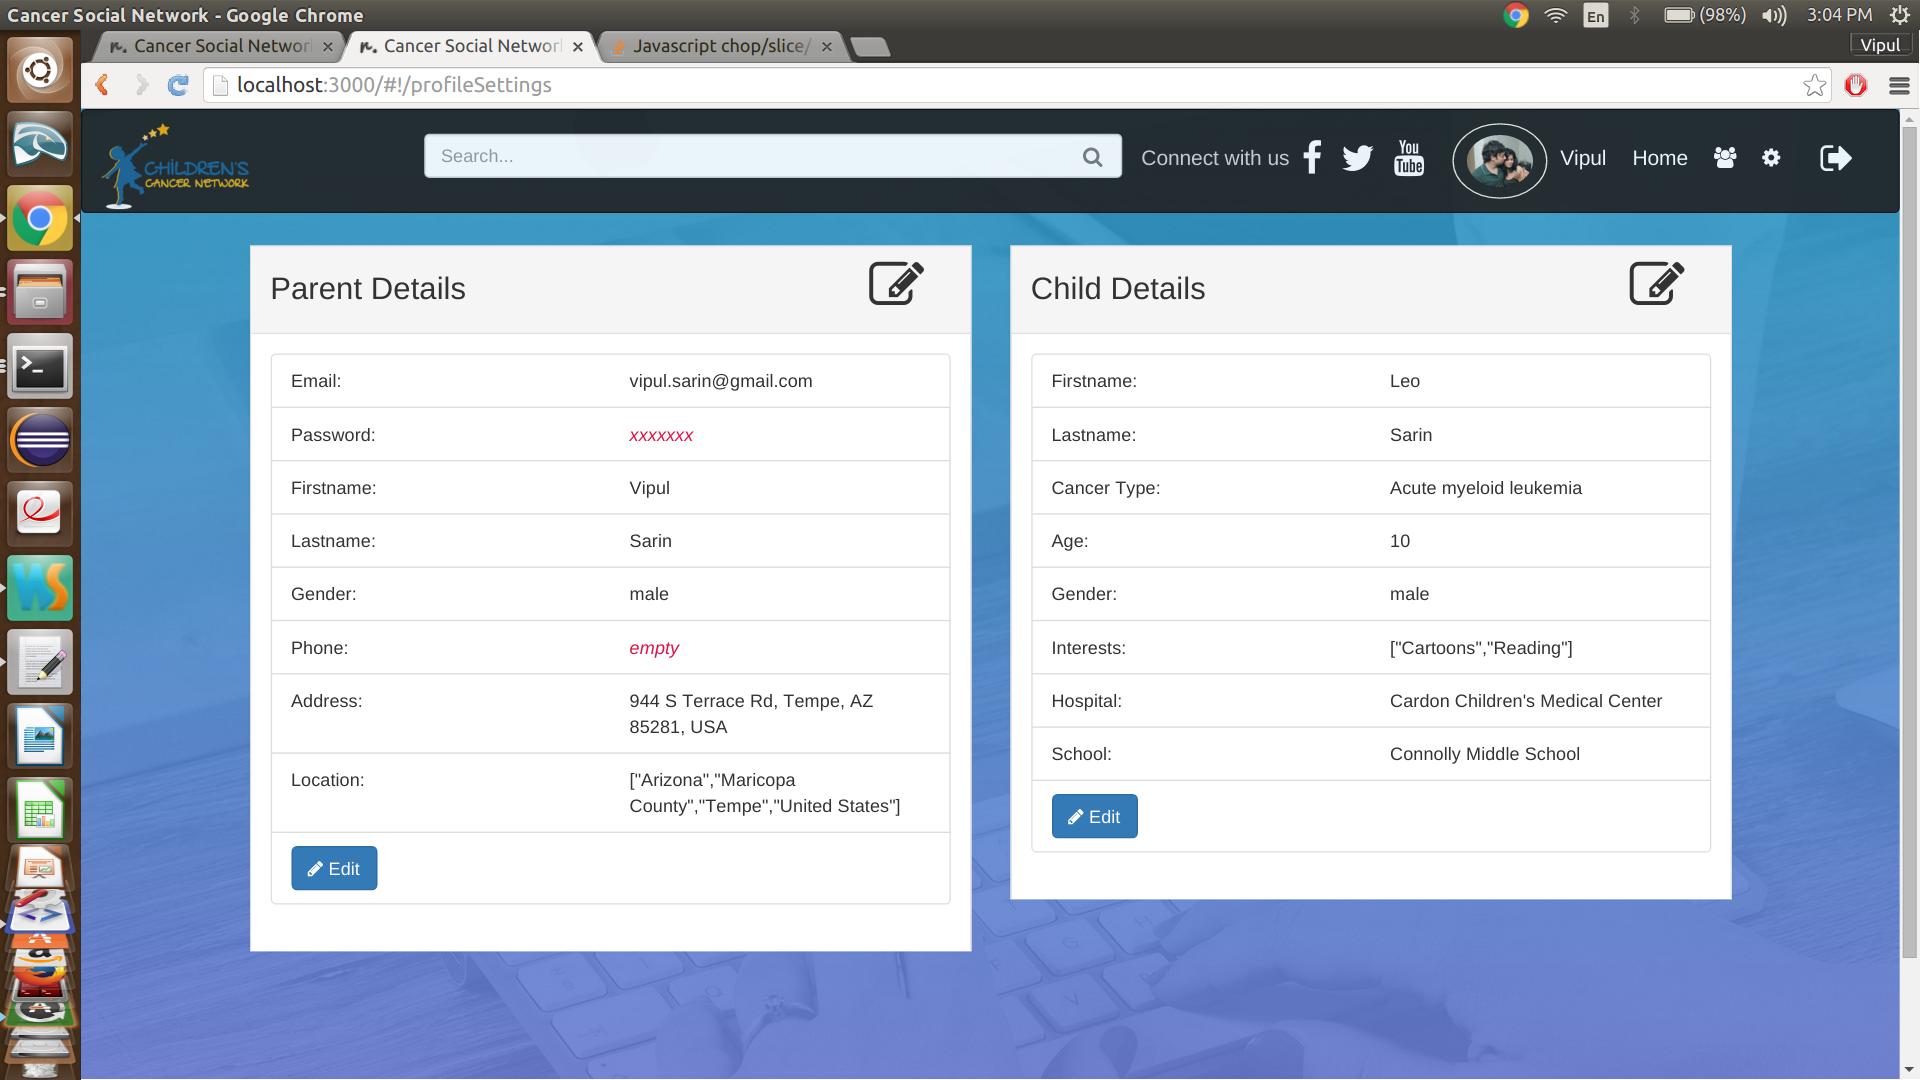 Cancer Social Network - Google Chrome
En
(98%)
3:04 PM
Cancer Social Networ
Cancer Social Networ
Javascript chop/slice/
Vipul
localhost:3000/#!/profileSettings
CHILDREN'S
CANCER NETWORK
Search...
Connect with us
You
Tube
Vipul
Home
Parent Details
Email: vipul.sarin@gmail.com
Password: xxxxxxx
Firstname: Vipul
Lastname: Sarin
Gender: male
Phone: empty
Address: 944 S Terrace Rd, Tempe, AZ
85281, USA
Location: ["Arizona","Maricopa
County","Tempe","United States"]
Edit
Child Details
Firstname: Leo
Lastname: Sarin
Cancer Type: Acute myeloid leukemia
Age: 10
Gender: male
Interests: ["Cartoons","Reading"]
Hospital: Cardon Children's Medical Center
School: Connolly Middle School
Edit
WS